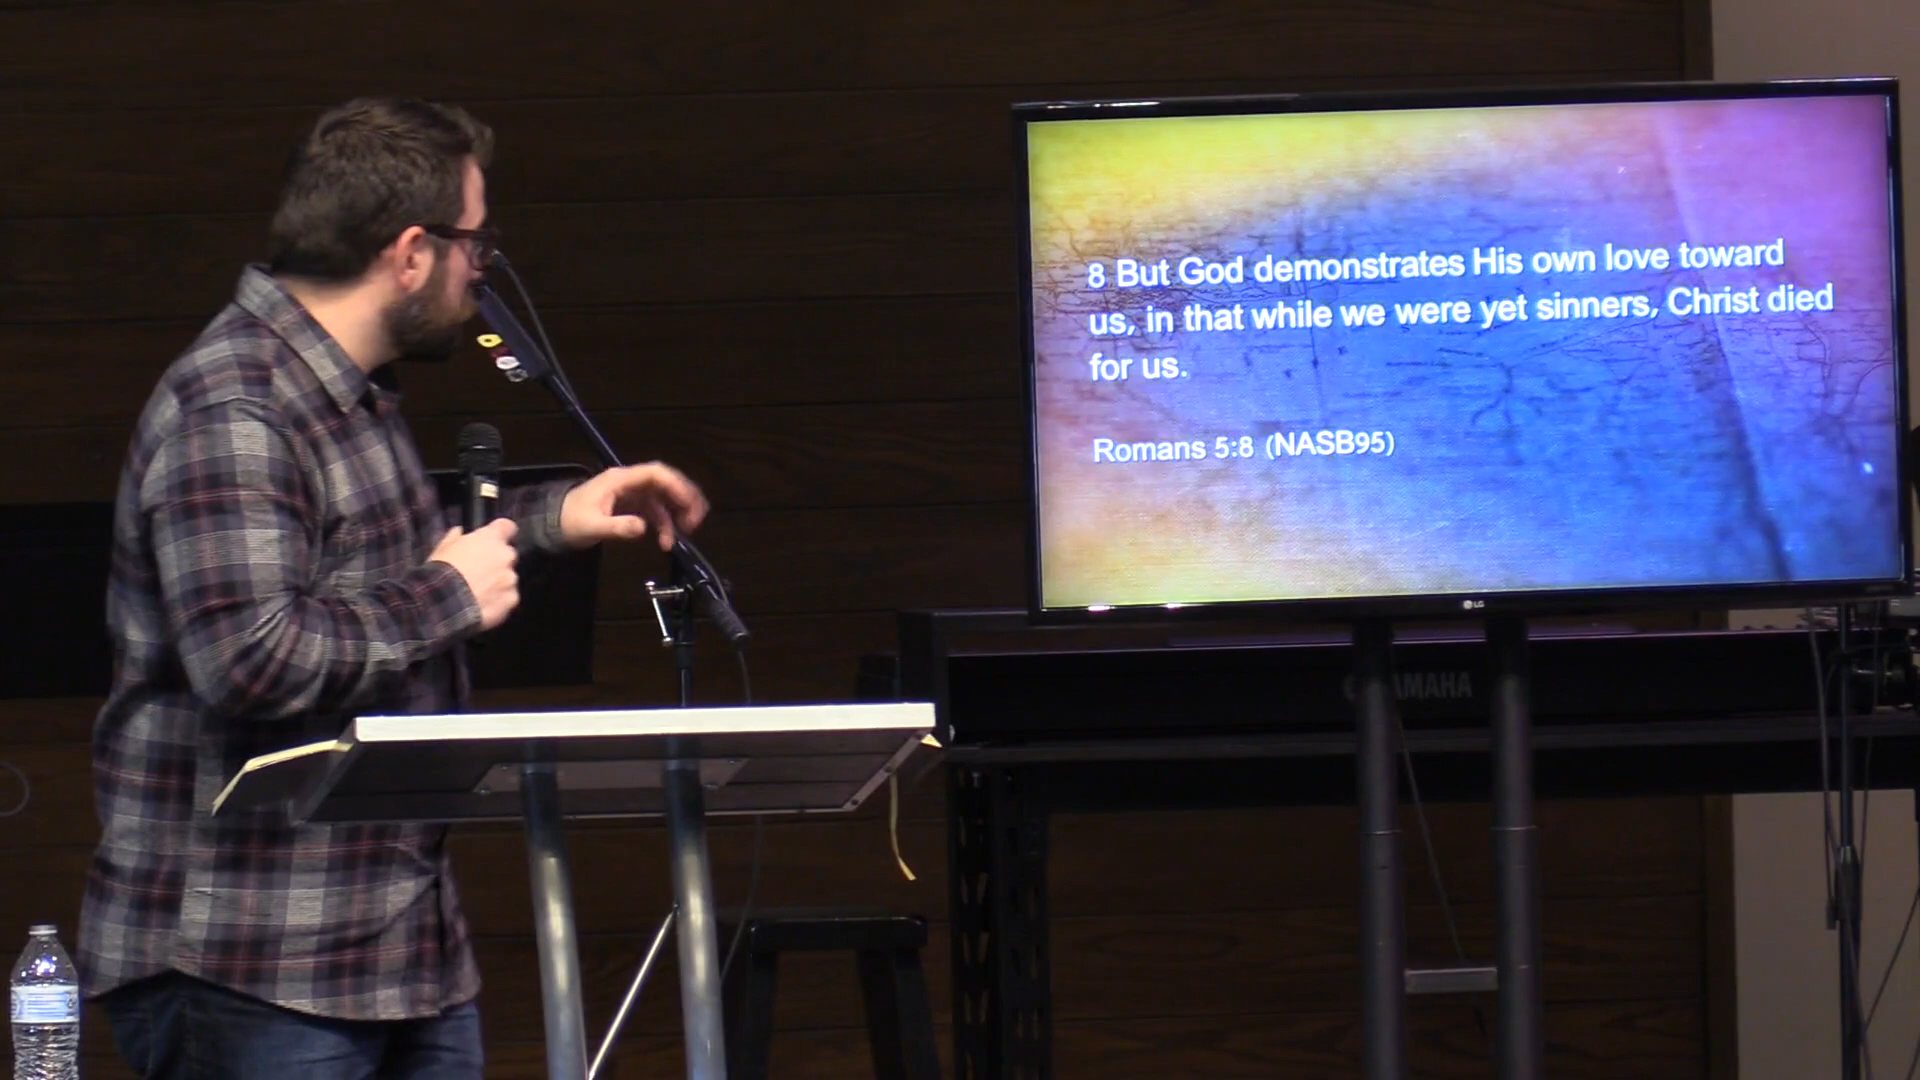 8 But God demonstrates His own love toward
us, in that while we were yet sinners, Christ died
for us.
Romans 5:8 (NASB95)
LG
YAMAHA